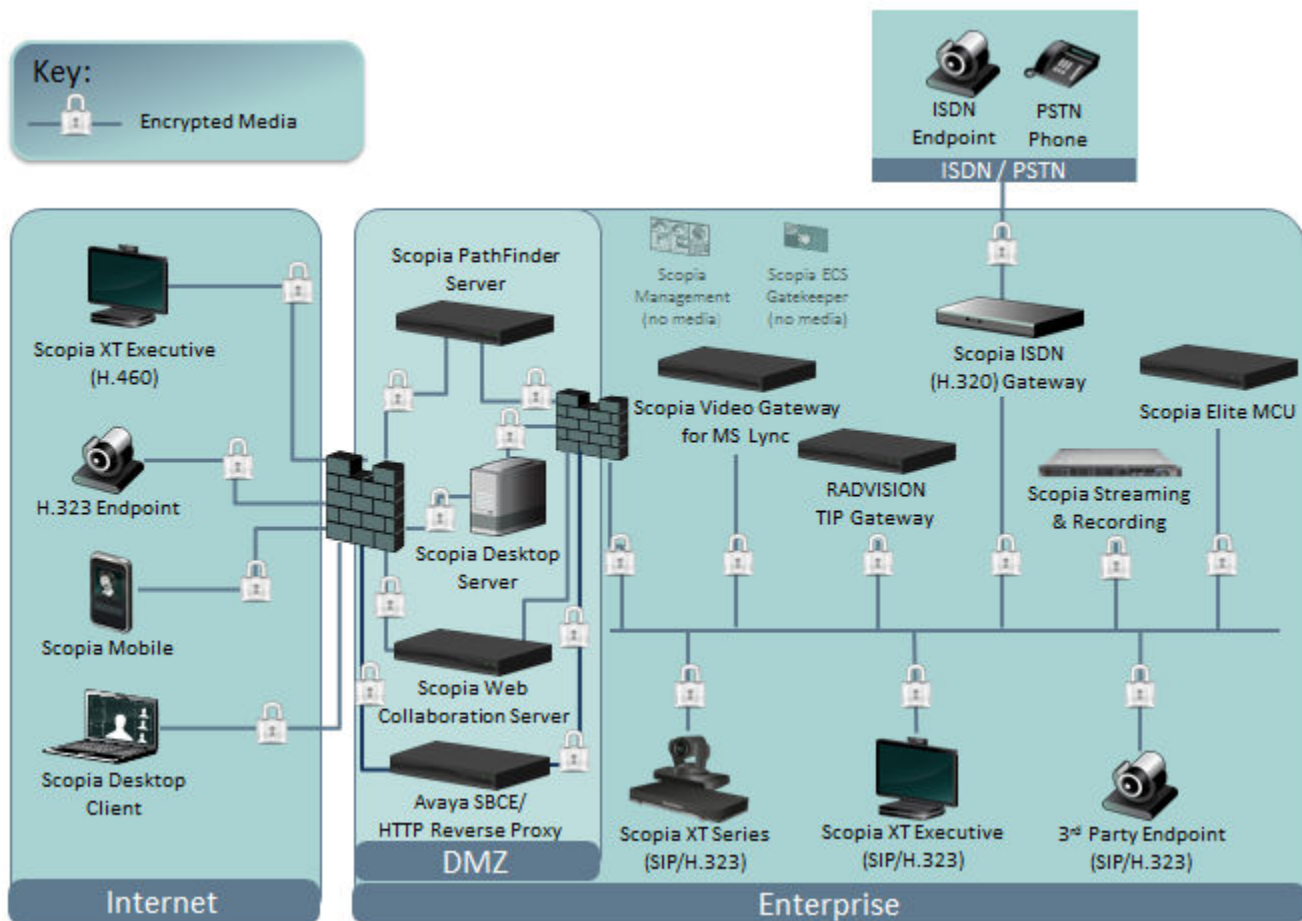 Key:
Encrypted Media
ISDN
Endpoint
PSTN
Phone
ISDN / PSTN
Scopia XT Executive
(H.460)
H.323 Endpoint
Scopia Mobile
Scopia Desktop
Client
Internet
Scopia PathFinder
Server
Scopia Desktop
Server
Scopia Web
Collaboration Server
Avaya SBCE/
HTTP Reverse Proxy
DMZ
Scopia
Management
(no media)
Scopia ECS
Gatekeeper
(no media)
Scopia Video Gateway
for MS Lync
RADVISION
TIP Gateway
Scopia ISDN
(H.320) Gateway
Scopia Streaming
& Recording
Scopia Elite MCU
Scopia XT Series
(SIP/H.323)
Scopia XT Executive
(SIP/H.323)
3rd Party Endpoint
(SIP/H.323)
Enterprise